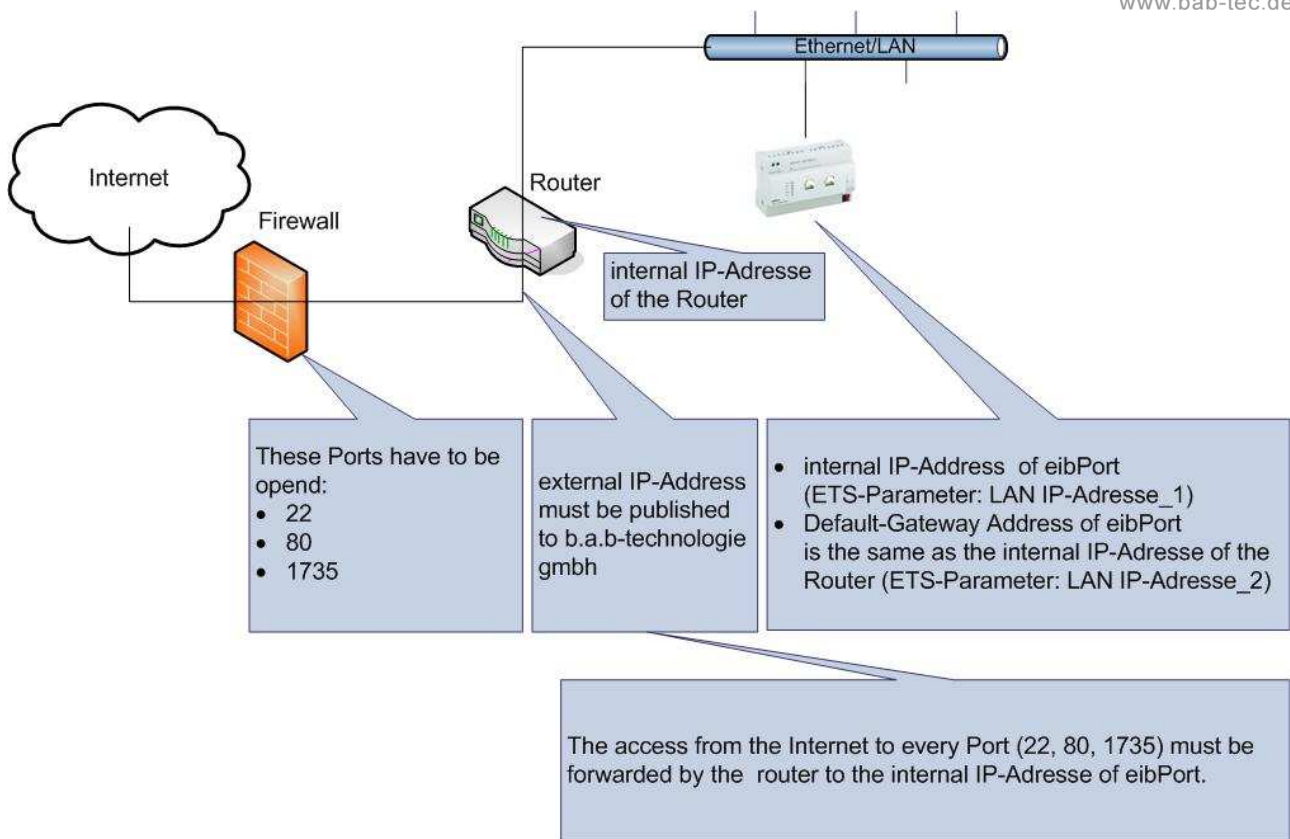 www.bab-tec.de
Ethernet/LAN
Internet
Router
Firewall
internal IP-Adresse
of the Router
These Ports have to be
opend:
• 22
• 80
• 1735
external IP-Address
must be published
to b.a.b-technologie
gmbh
• internal IP-Address of eibPort
(ETS-Parameter: LAN IP-Adresse_1)
• Default-Gateway Address of eibPort
is the same as the internal IP-Adresse of the
Router (ETS-Parameter: LAN IP-Adresse_2)
The access from the Internet to every Port (22, 80, 1735) must be
forwarded by the router to the internal IP-Adresse of eibPort.